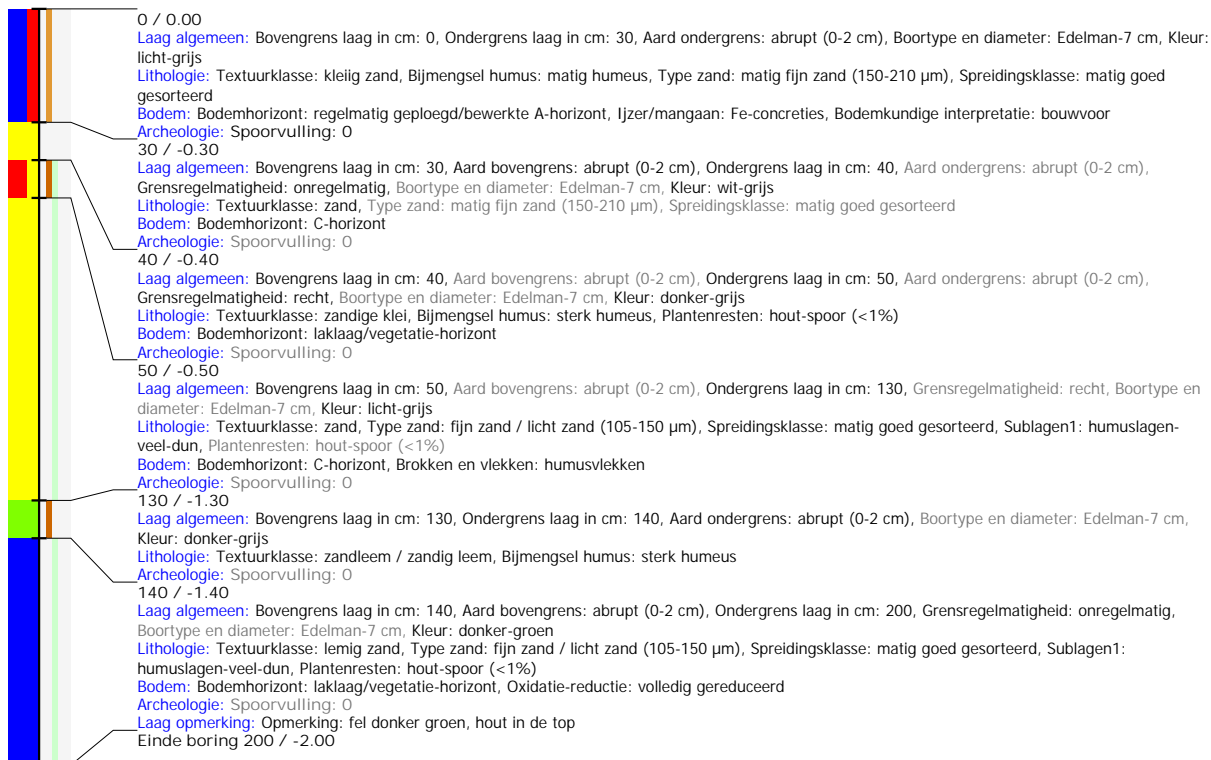 0 / 0.00
Laag algemeen: Bovengrens laag in cm: 0, Ondergrens laag in cm: 30, Aard ondergrens: abrupt (0-2 cm), Boortype en diameter: Edelman-7 cm, Kleur:
licht-grijs
Lithologie: Textuurklasse: kleiig zand, Bijmengsel humus: matig humeus, Type zand: matig fijn zand (150-210 µm), Spreidingsklasse: matig goed
gesorteerd
Bodem: Bodemhorizont: regelmatig geploegd/bewerkte A-horizont, Ijzer/mangaan: Fe-concreties, Bodemkundige interpretatie: bouwvoor
Archeologie: Spoorvulling: 0
30 / -0.30
Laag algemeen: Bovengrens laag in cm: 30, Aard bovengrens: abrupt (0-2 cm), Ondergrens laag in cm: 40, Aard ondergrens: abrupt (0-2 cm),
Grensregelmatigheid: onregelmatig, Boortype en diameter: Edelman-7 cm, Kleur: wit-grijs
Lithologie: Textuurklasse: zand, Type zand: matig fijn zand (150-210 µm), Spreidingsklasse: matig goed gesorteerd
Bodem: Bodemhorizont: C-horizont
Archeologie: Spoorvulling: 0
40 / -0.40
Laag algemeen: Bovengrens laag in cm: 40, Aard bovengrens: abrupt (0-2 cm), Ondergrens laag in cm: 50, Aard ondergrens: abrupt (0-2 cm),
Grensregelmatigheid: recht, Boortype en diameter: Edelman-7 cm, Kleur: donker-grijs
Lithologie: Textuurklasse: zandige klei, Bijmengsel humus: sterk humeus, Plantenresten: hout-spoor (<1%)
Bodem: Bodemhorizont: laklaag/vegetatie-horizont
Archeologie: Spoorvulling: 0
50 / -0.50
Laag algemeen: Bovengrens laag in cm: 50, Aard bovengrens: abrupt (0-2 cm), Ondergrens laag in cm: 130, Grensregelmatigheid: recht, Boortype en
diameter: Edelman-7 cm, Kleur: licht-grijs
Lithologie: Textuurklasse: zand, Type zand: fijn zand / licht zand (105-150 µm), Spreidingsklasse: matig goed gesorteerd, Sublagen1: humuslagen-
veel-dun, Plantenresten: hout-spoor (<1%)
Bodem: Bodemhorizont: C-horizont, Brokken en vlekken: humusvlekken
Archeologie: Spoorvulling: 0
130 / -1.30
Laag algemeen: Bovengrens laag in cm: 130, Ondergrens laag in cm: 140, Aard ondergrens: abrupt (0-2 cm), Boortype en diameter: Edelman-7 cm,
Kleur: donker-grijs
Lithologie: Textuurklasse: zandleem / zandig leem, Bijmengsel humus: sterk humeus
Archeologie: Spoorvulling: 0
140 / -1.40
Laag algemeen: Bovengrens laag in cm: 140, Aard bovengrens: abrupt (0-2 cm), Ondergrens laag in cm: 200, Grensregelmatigheid: onregelmatig,
Boortype en diameter: Edelman-7 cm, Kleur: donker-groen
Lithologie: Textuurklasse: lemig zand, Type zand: fijn zand / licht zand (105-150 µm), Spreidingsklasse: matig goed gesorteerd, Sublagen1:
humuslagen-veel-dun, Plantenresten: hout-spoor (<1%)
Bodem: Bodemhorizont: laklaag/vegetatie-horizont, Oxidatie-reductie: volledig gereduceerd
Archeologie: Spoorvulling: 0
Laag opmerking: Opmerking: fel donker groen, hout in de top
Einde boring 200 / -2.00